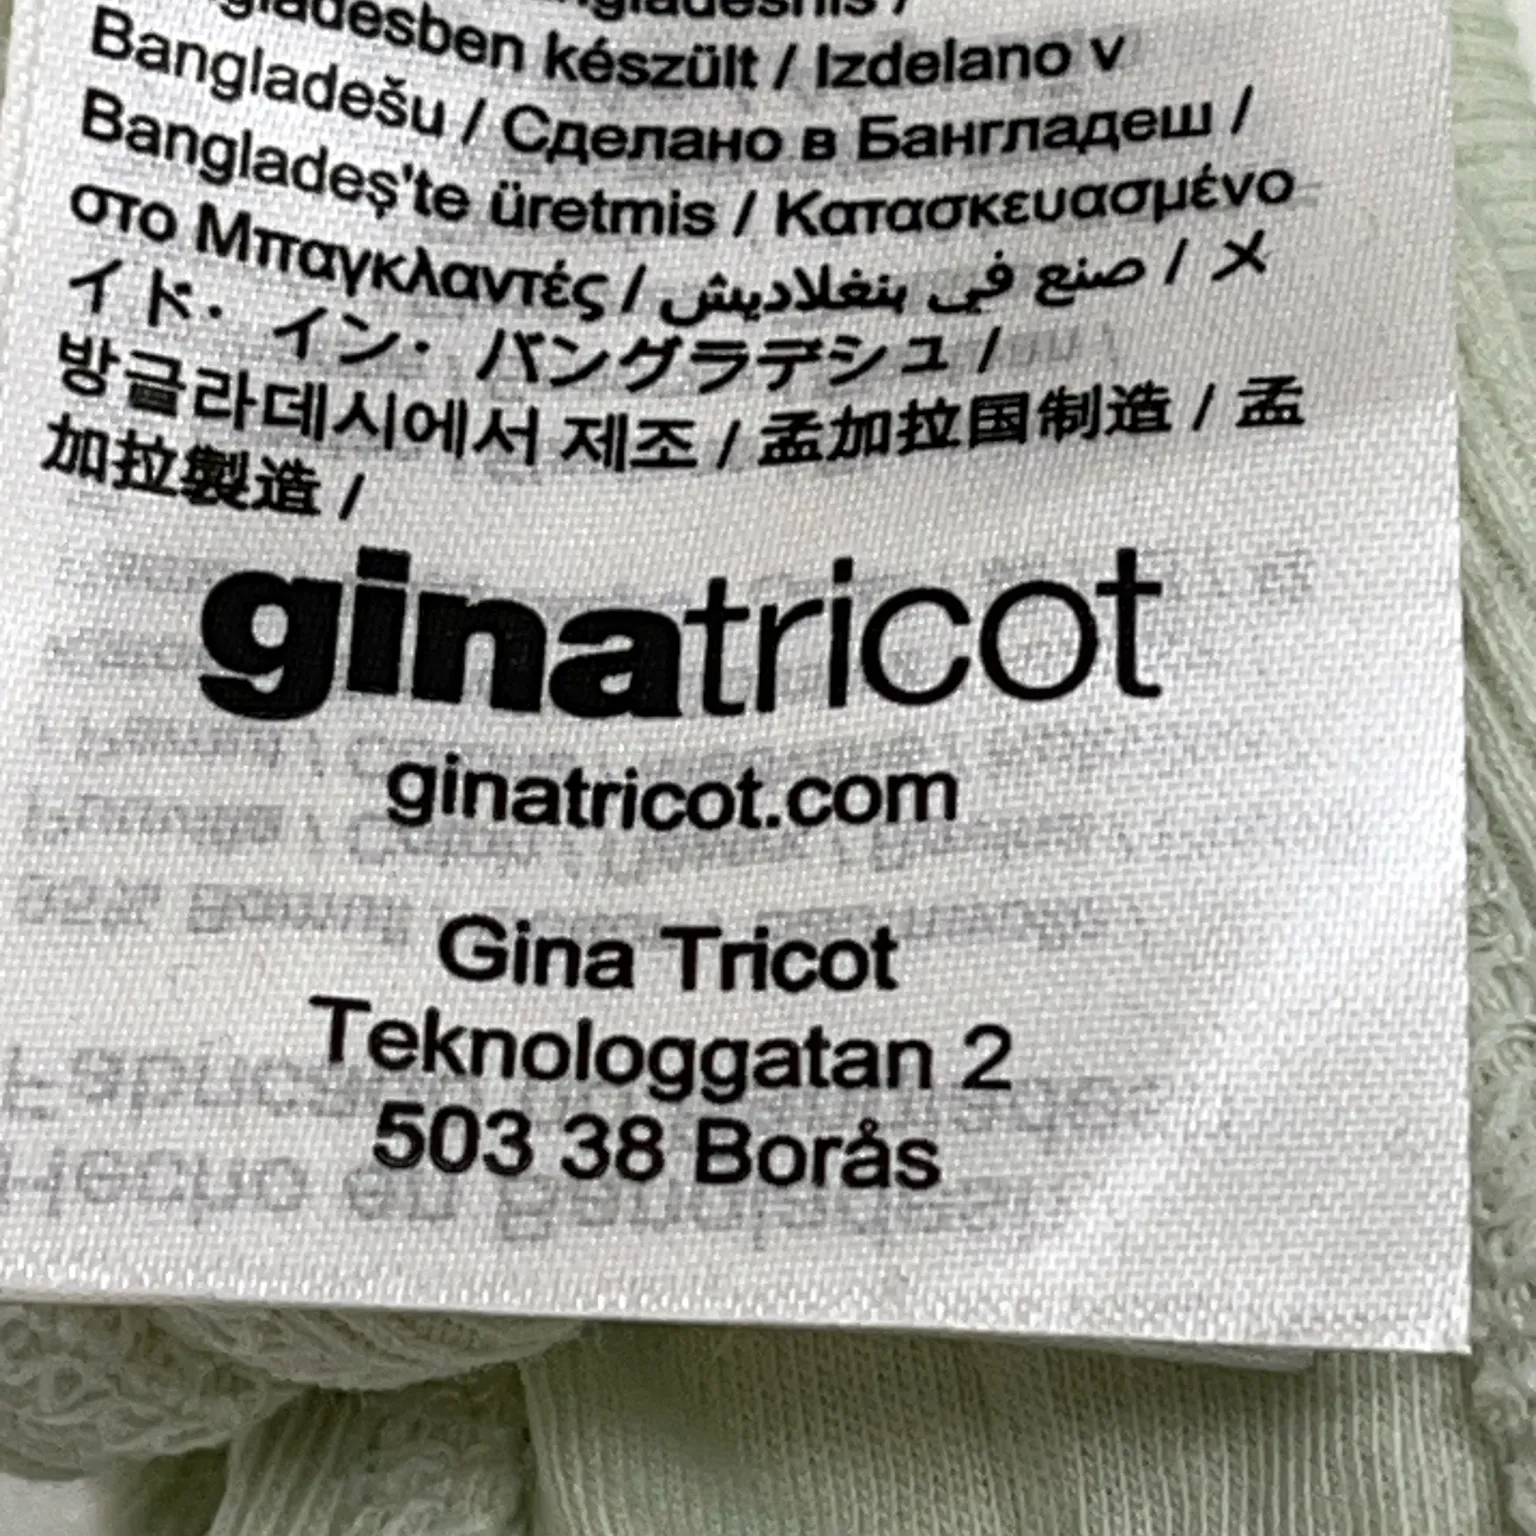 gladesben készült / Izdelano v
Bangladešu / Сделано в Бангладеш /
Bangladeş'te üretmis / Κατασκευασμένο
στο Μπαγκλαντές / صنع في بنغلاديش / メ
イド・イン・バングラデシュ /
방글라데시에서 제조 / 孟加拉国制造 / 孟
加拉製造 /
ginatricot
ginatricot.com
Gina Tricot
Teknologgatan 2
503 38 Borås